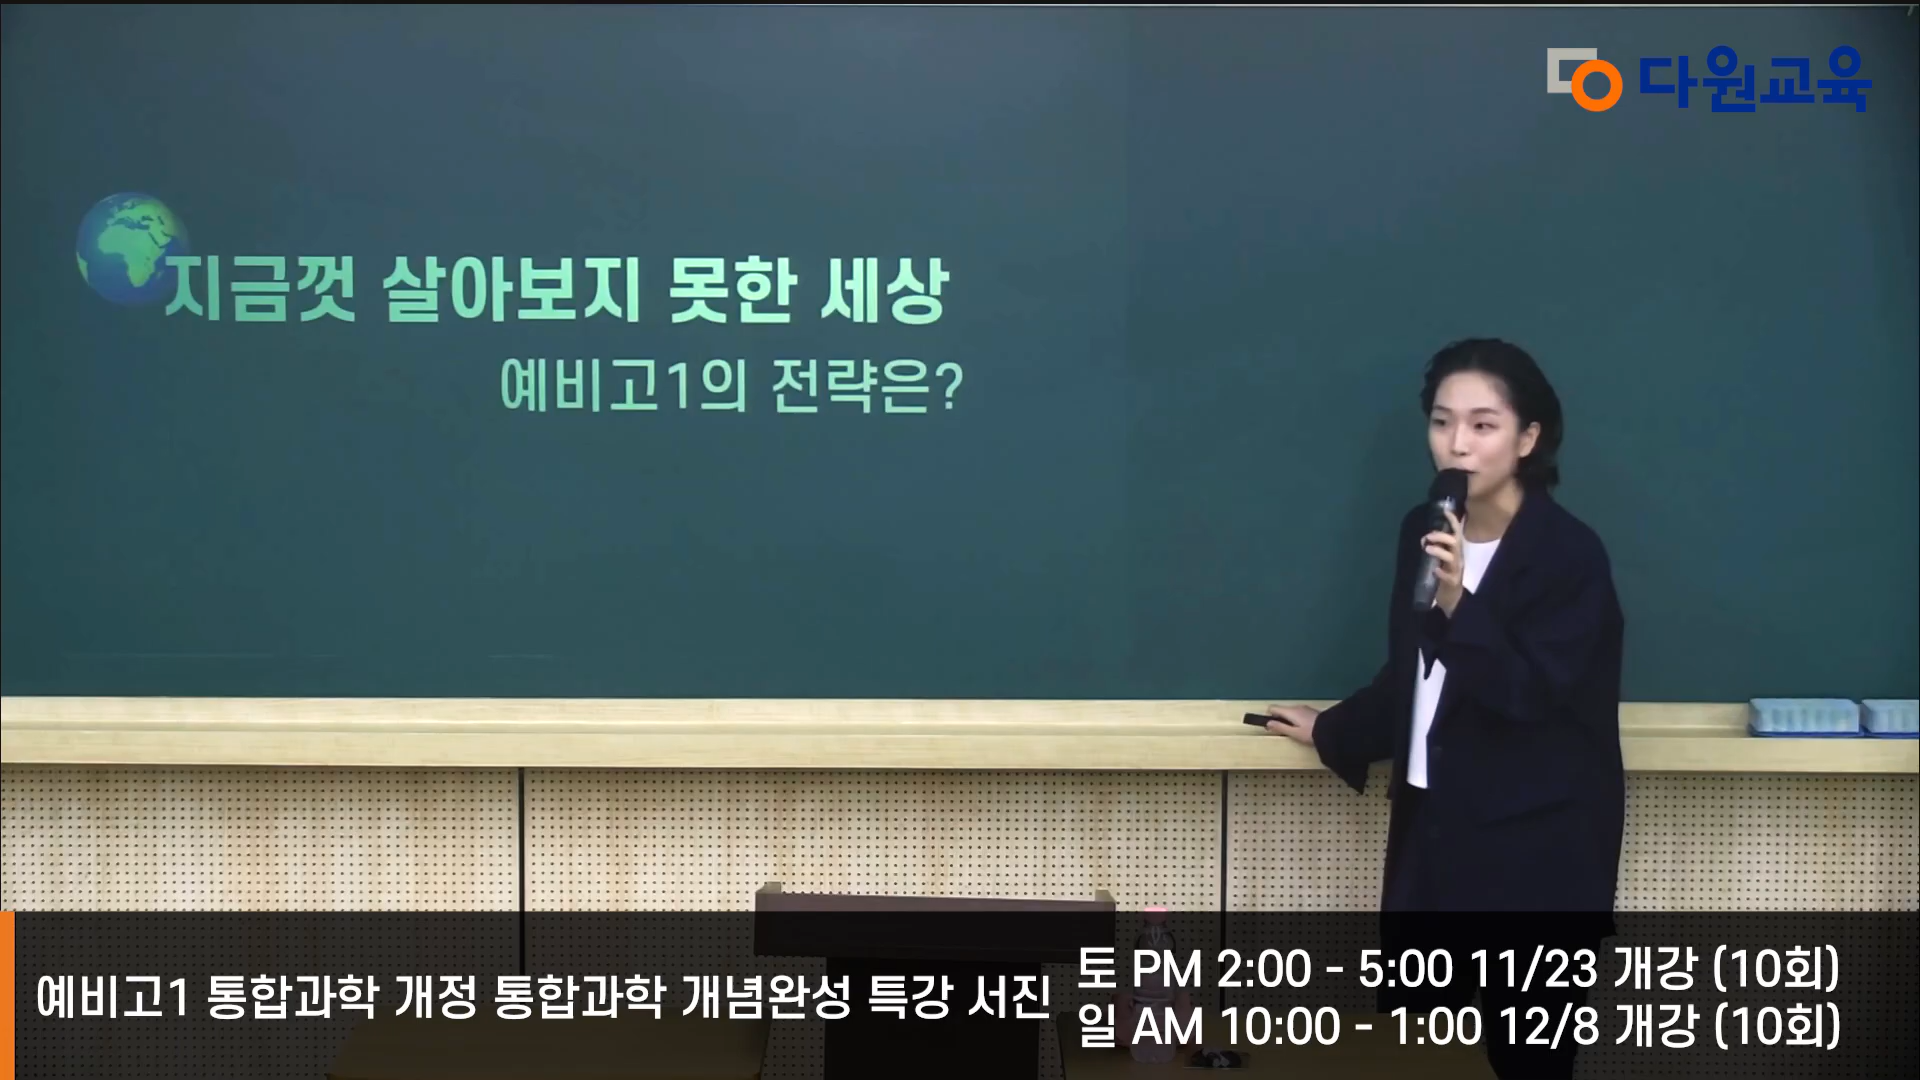 다원교육
지금껏 살아보지 못한 세상
예비고1의 전략은?
예비고1 통합과학 개정 통합과학 개념완성 특강 서진
토 PM 2:00 - 5:00 11/23 개강 (10회)
일 AM 10:00 - 1:00 12/8 개강 (10회)